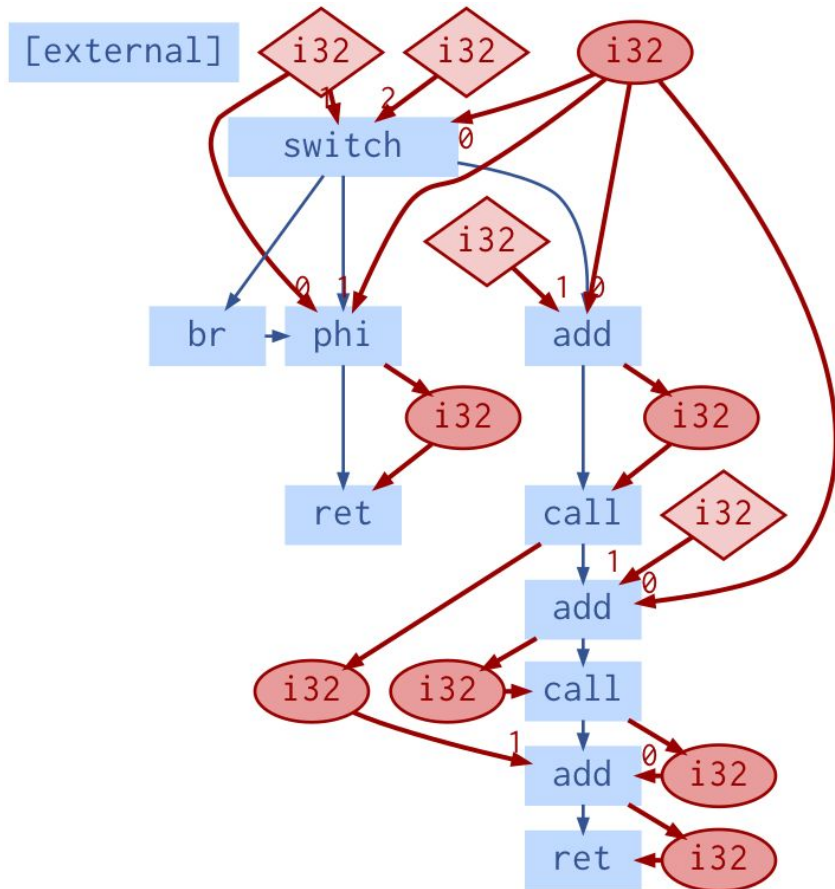 [external]
i32
i32
i32
1
2
0
switch
i32
0
1
1
0
br
phi
add
i32
i32
ret
call
i32
1
0
add
i32
i32
call
1
0
add
i32
ret
i32